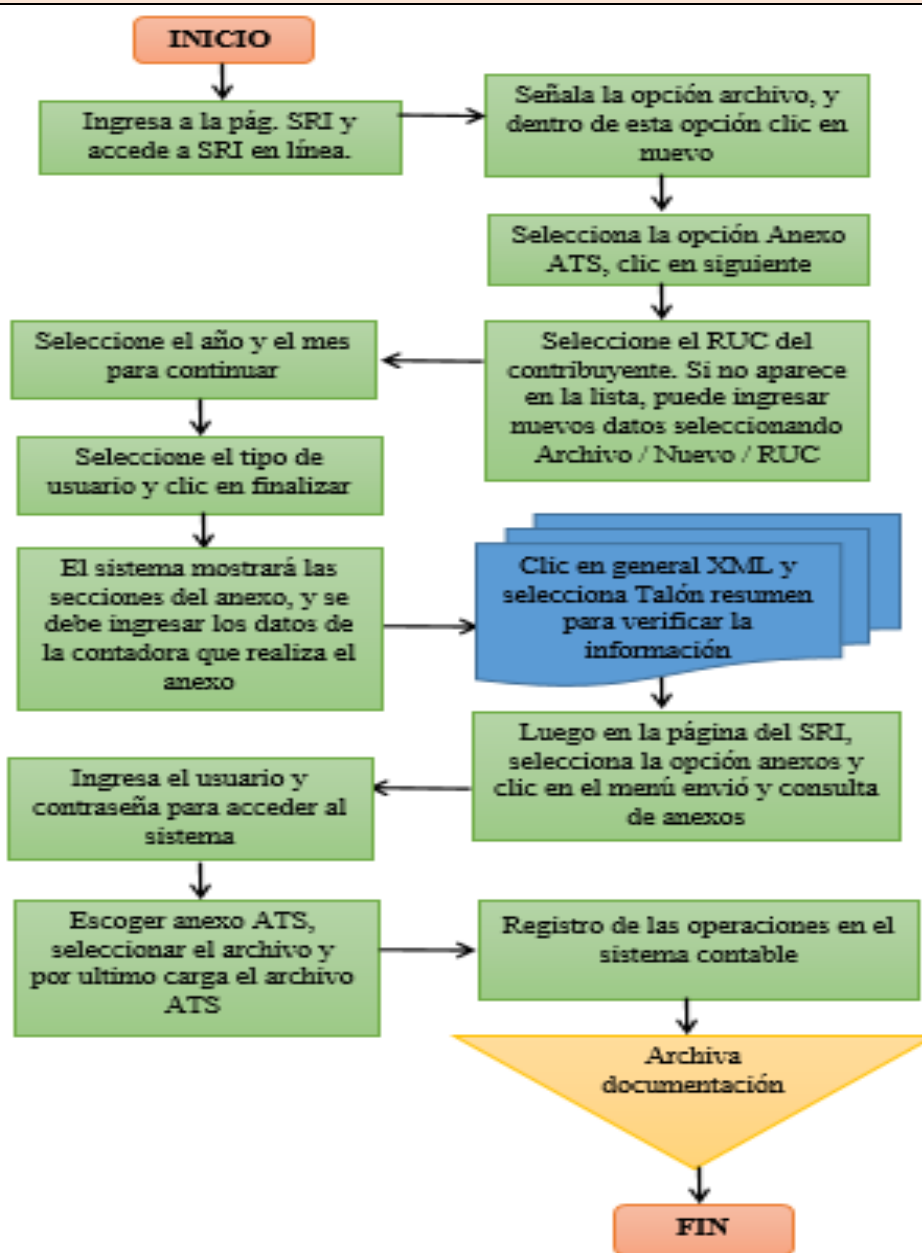 INICIO
Ingresa a la pág. SRI y
accede a SRI en línea.
Señala la opción archivo, y
dentro de esta opción clic en
nuevo
Selecciona la opción Anexo
ATS, clic en siguiente
Seleccione el RUC del
contribuyente. Si no aparece
en la lista, puede ingresar
nuevos datos seleccionando
Archivo / Nuevo / RUC
Seleccione el año y el mes
para continuar
Seleccione el tipo de
usuario y clic en finalizar
El sistema mostrará las
secciones del anexo, y se
debe ingresar los datos de
la contadora que realiza el
anexo
Clic en general XML y
selecciona Talón resumen
para verificar la
información
Luego en la página del SRI,
selecciona la opción anexos y
clic en el menú envió y consulta
de anexos
Ingresa el usuario y
contraseña para acceder al
sistema
Escoger anexo ATS,
seleccionar el archivo y
por ultimo carga el archivo
ATS
Registro de las operaciones en el
sistema contable
Archiva
documentación
FIN